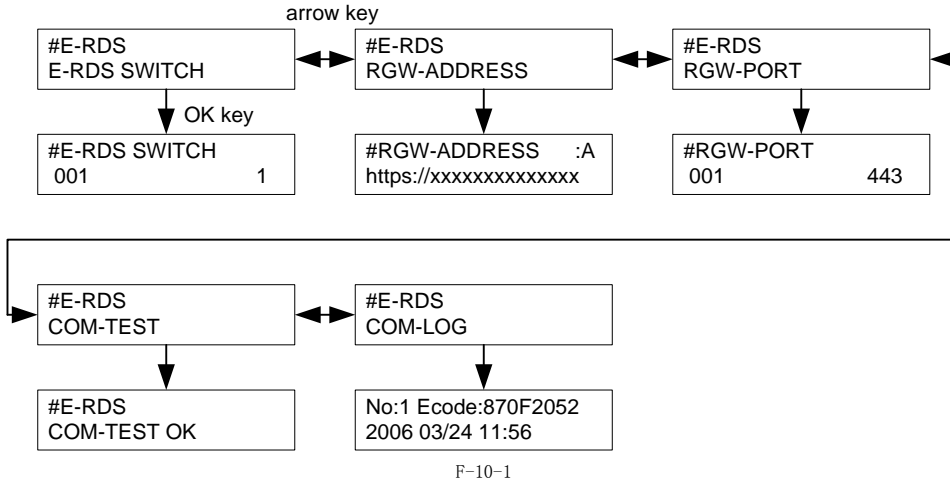 arrow key
#E-RDS
E-RDS SWITCH
#E-RDS
RGW-ADDRESS
#E-RDS
RGW-PORT
OK key
#E-RDS SWITCH
001 1
#RGW-ADDRESS :A
https://xxxxxxxxxxxxxx
#RGW-PORT
001 443
#E-RDS
COM-TEST
#E-RDS
COM-LOG
#E-RDS
COM-TEST OK
No:1 Ecode:870F2052
2006 03/24 11:56
F-10-1